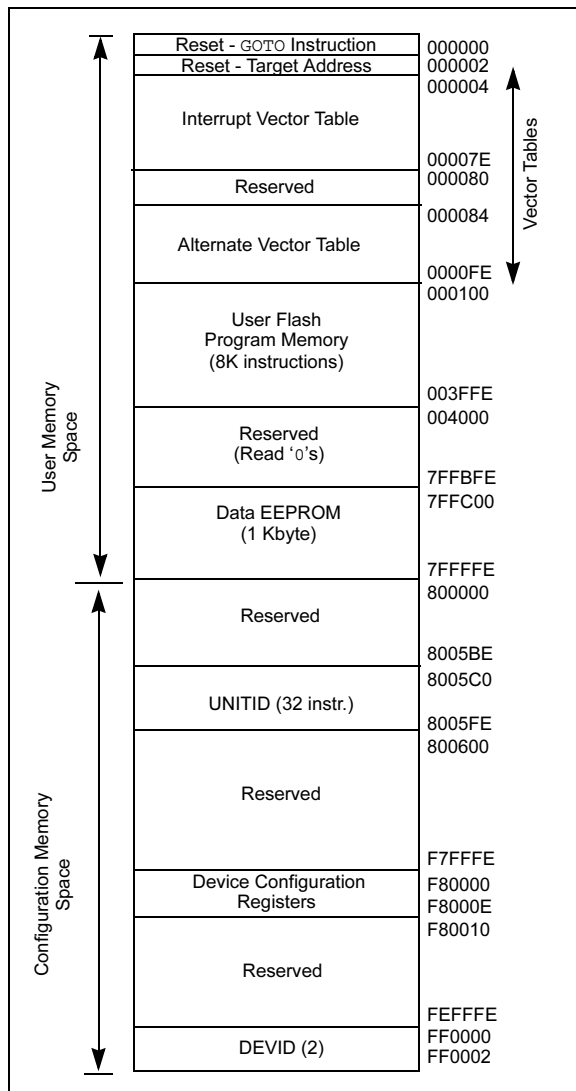 Reset - GOTO Instruction
000000
Reset - Target Address
000002
000004
Interrupt Vector Table
00007E
Reserved
000080
000084
Alternate Vector Table
0000FE
Vector Tables
000100
User Flash
Program Memory
(8K instructions)
003FFE
004000
Reserved
(Read ‘0’s)
7FFBFE
7FFC00
Data EEPROM
(1 Kbyte)
7FFFFE
User Memory
Space
800000
Reserved
8005BE
8005C0
UNITID (32 instr.)
8005FE
800600
Reserved
F7FFFE
Device Configuration
Registers
F80000
F8000E
F80010
Reserved
FEFFFE
FF0000
DEVID (2)
FF0002
Configuration Memory
Space